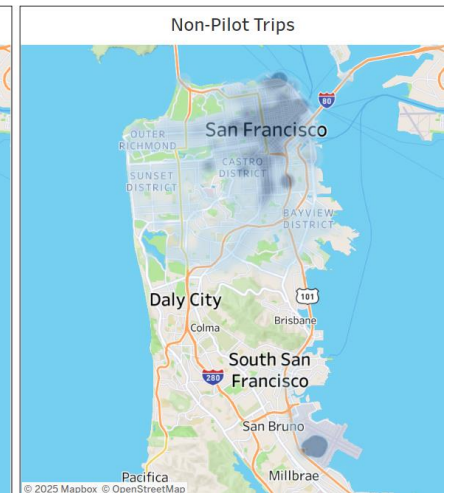 Non-Pilot Trips
80
San Francisco
OUTER
RICHMOND
CASTRO
DISTRICT
SUNSET
DISTRICT
BAYVIEW
DISTRICT
Daly City
101
Colma
Brisbane
South San
Francisco
280
San Bruno
Pacifica
Millbrae
© 2025 Mapbox © OpenStreetMap